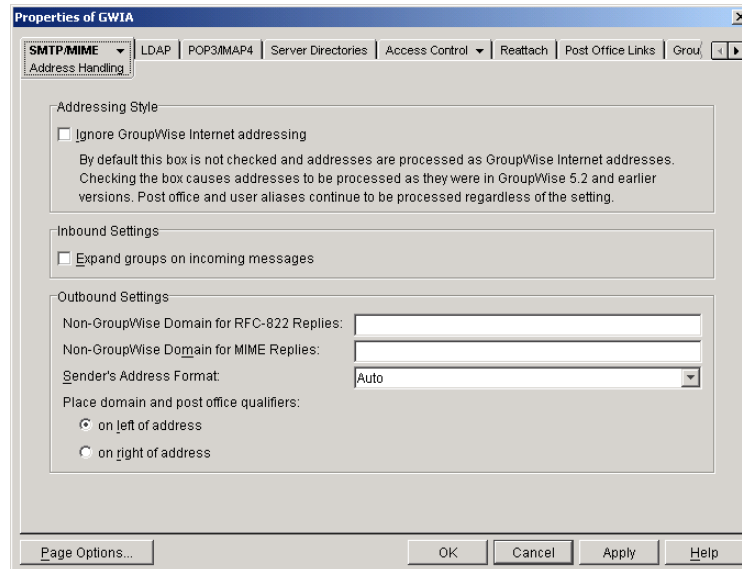 Properties of GWIA
SMTP/MIME LDAP POP3/IMAP4 Server Directories Access Control Reattach Post Office Links Grou
Address Handling
Addressing Style
Ignore GroupWise Internet addressing
By default this box is not checked and addresses are processed as GroupWise Internet addresses.
Checking the box causes addresses to be processed as they were in GroupWise 5.2 and earlier
versions. Post office and user aliases continue to be processed regardless of the setting.
Inbound Settings
Expand groups on incoming messages
Outbound Settings
Non-GroupWise Domain for RFC-822 Replies:
Non-GroupWise Domain for MIME Replies:
Sender's Address Format: Auto
Place domain and post office qualifiers:
on left of address
on right of address
Page Options... OK Cancel Apply Help